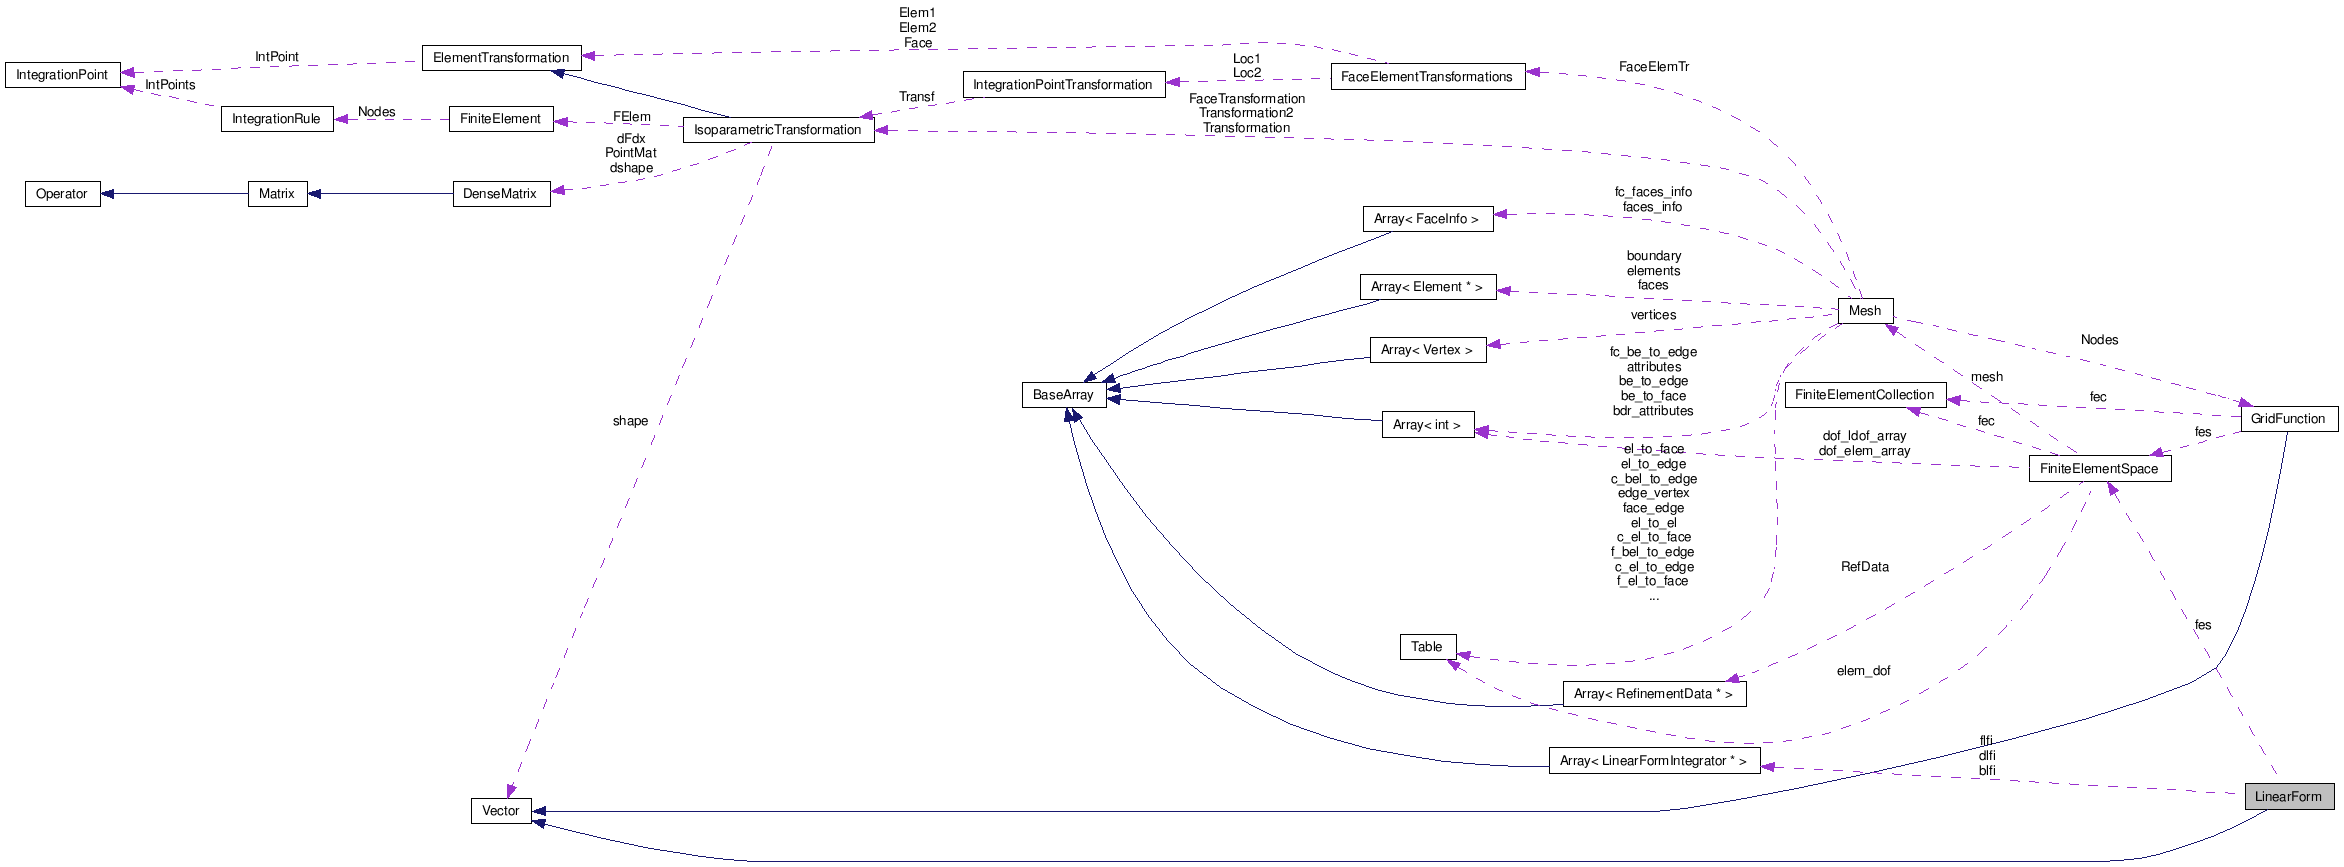 Elem1
Elem2
Face
IntPoint
ElementTransformation
IntegrationPoint
IntPoints
Loc1
Loc2
FaceElementTransformations
FaceElemTr
IntegrationPointTransformation
Transf
FaceTransformation
Transformation2
Transformation
IntegrationRule
Nodes
FiniteElement
FElem
IsoparametricTransformation
dFdx
PointMat
dshape
Operator
Matrix
DenseMatrix
fc_faces_info
faces_info
Array< FaceInfo >
boundary
elements
faces
Array< Element * >
Mesh
vertices
Array< Vertex >
Nodes
fc_be_to_edge
attributes
be_to_edge
be_to_face
bdr_attributes
mesh
BaseArray
FiniteElementCollection
fec
GridFunction
shape
Array< int >
fec
fes
dof_ldof_array
dof_elem_array
FiniteElementSpace
el_to_face
el_to_edge
c_bel_to_edge
edge_vertex
face_edge
el_to_el
c_el_to_face
f_bel_to_edge
c_el_to_edge
f_el_to_face
...
RefData
fes
Table
elem_dof
Array< RefinementData * >
flfi
dlfi
blfi
Array< LinearFormIntegrator * >
LinearForm
Vector